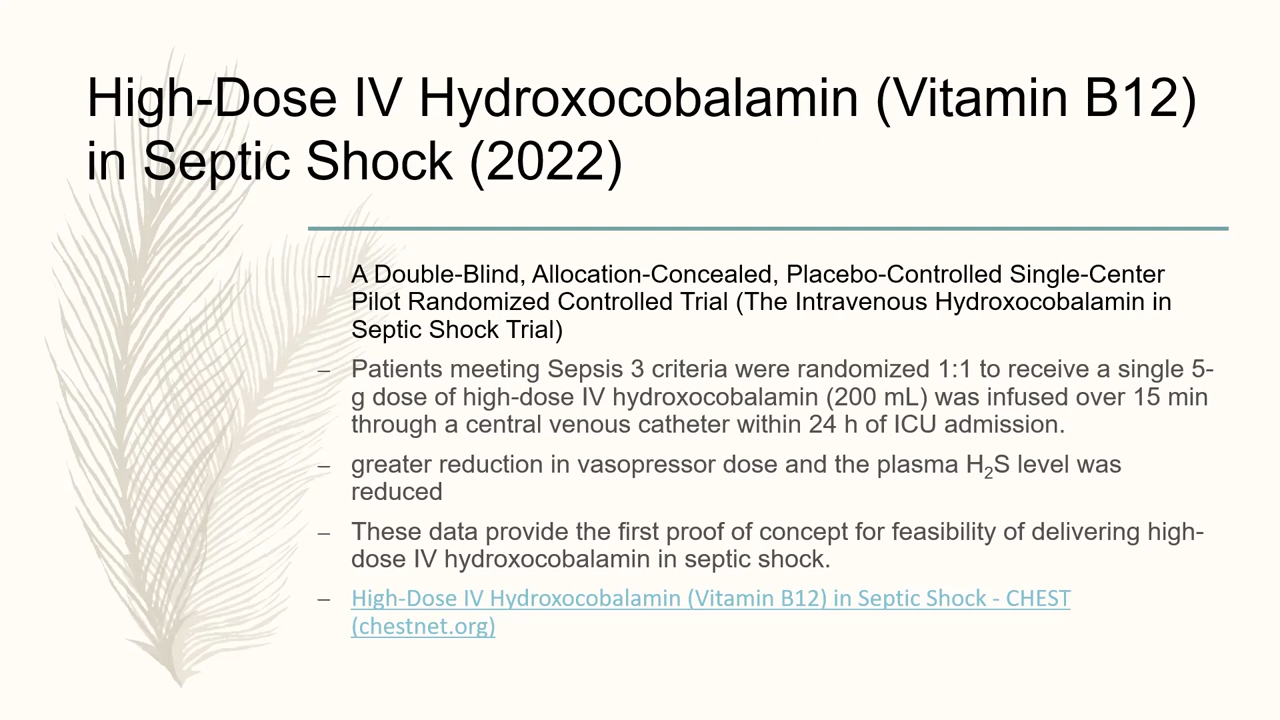 High-Dose IV Hydroxocobalamin (Vitamin B12)
in Septic Shock (2022)
– A Double-Blind, Allocation-Concealed, Placebo-Controlled Single-Center
Pilot Randomized Controlled Trial (The Intravenous Hydroxocobalamin in
Septic Shock Trial)
– Patients meeting Sepsis 3 criteria were randomized 1:1 to receive a single 5-
g dose of high-dose IV hydroxocobalamin (200 mL) was infused over 15 min
through a central venous catheter within 24 h of ICU admission.
– greater reduction in vasopressor dose and the plasma H₂S level was
reduced
– These data provide the first proof of concept for feasibility of delivering high-
dose IV hydroxocobalamin in septic shock.
– High-Dose IV Hydroxocobalamin (Vitamin B12) in Septic Shock - CHEST
(chestnet.org)